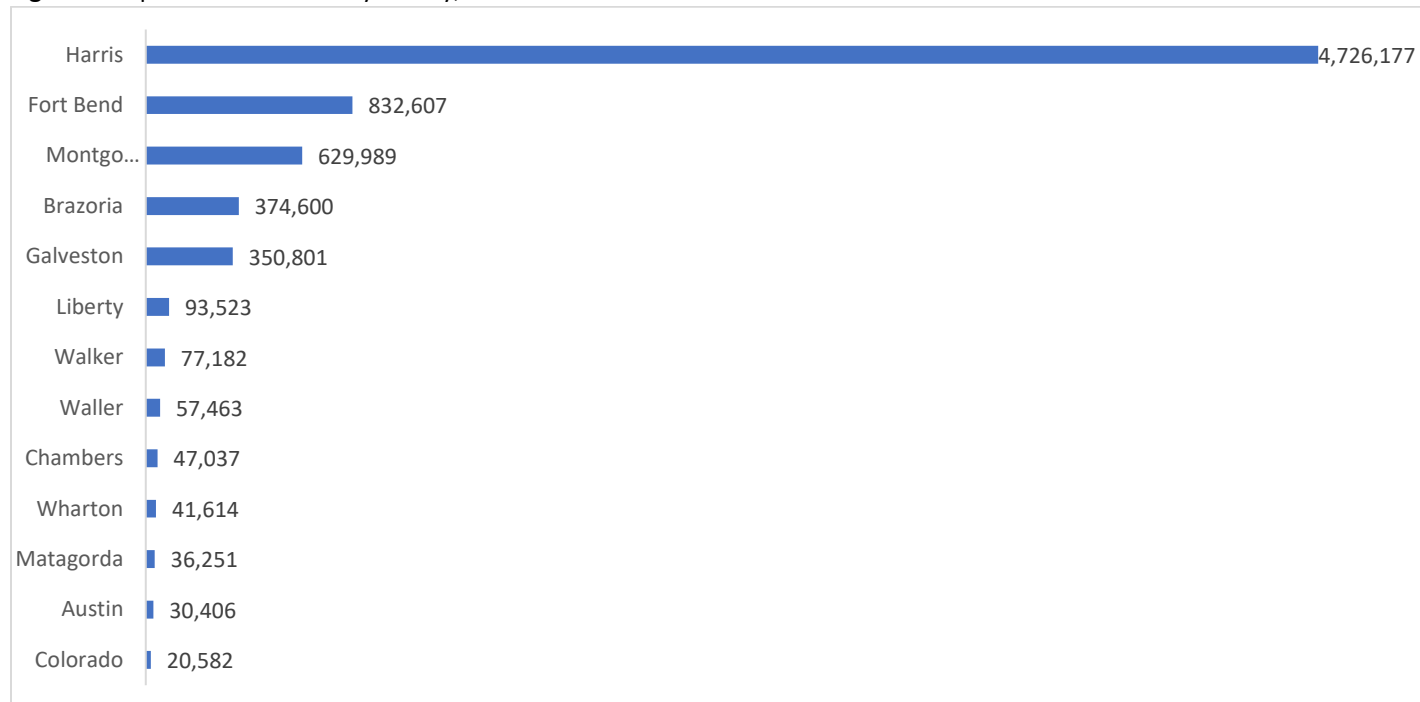 Harris 4,726,177
Fort Bend 832,607
Montgo... 629,989
Brazoria 374,600
Galveston 350,801
Liberty 93,523
Walker 77,182
Waller 57,463
Chambers 47,037
Wharton 41,614
Matagorda 36,251
Austin 30,406
Colorado 20,582